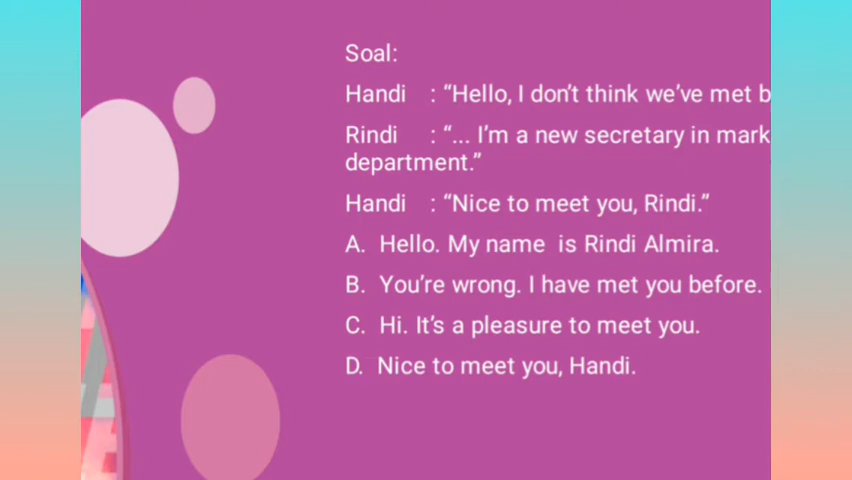 Soal:
Handi : “Hello, I don’t think we’ve met
Rindi : “... I’m a new secretary in
department.”
Handi : “Nice to meet you, Rindi.”
A. Hello. My name is Rindi Almira.
B. You’re wrong. I have met you before.
C. Hi. It’s a pleasure to meet you.
D. Nice to meet you, Handi.